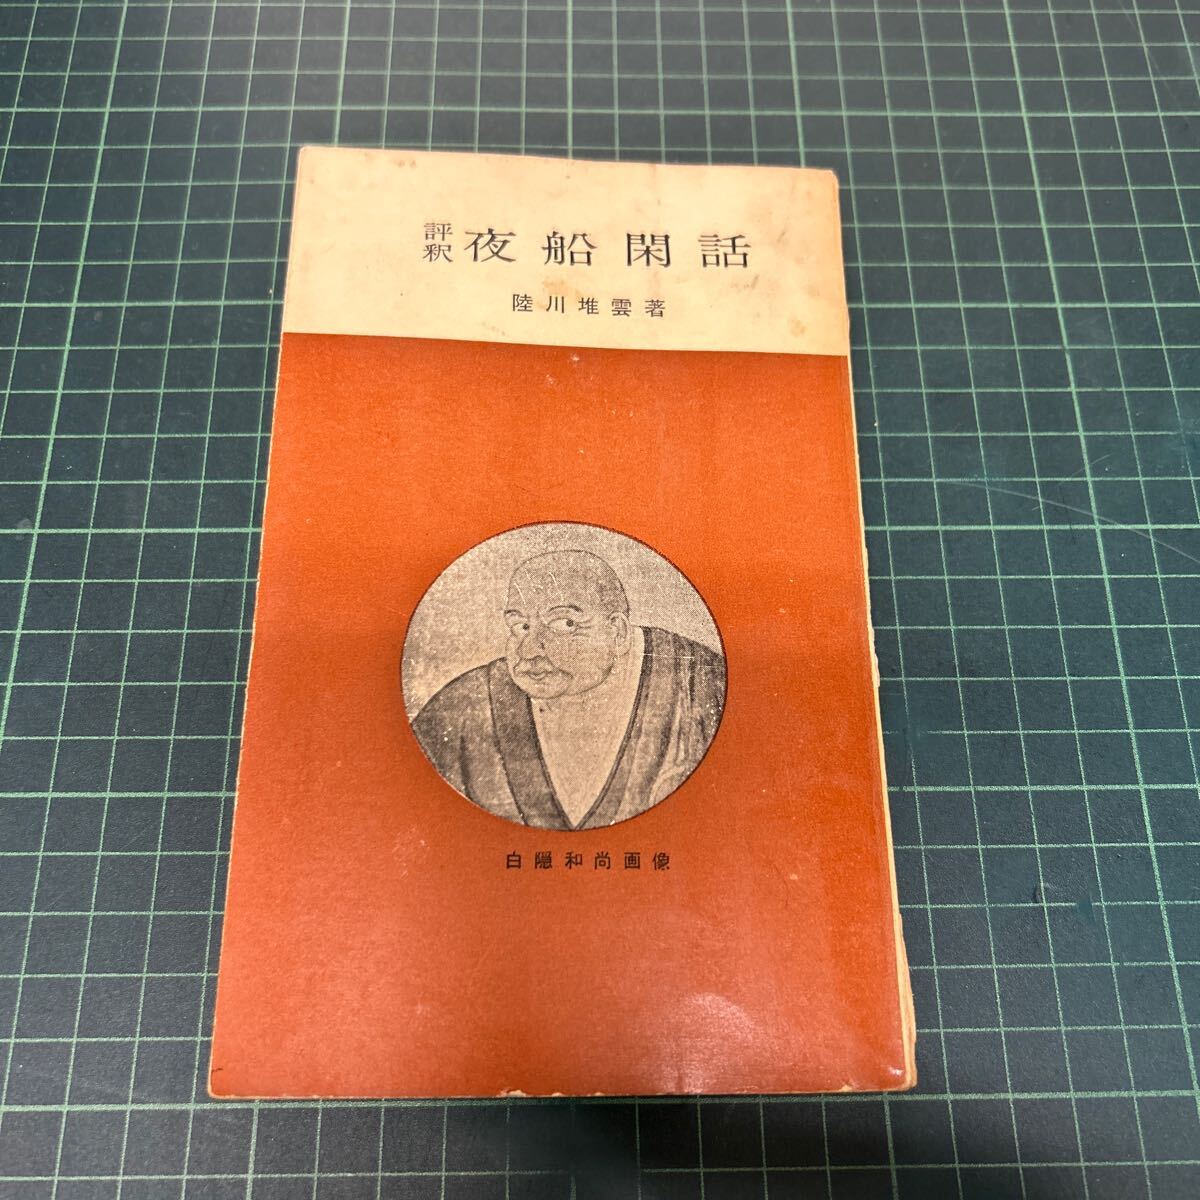 評釈 夜船閑話
陸川堆雲著
白隠和尚画像